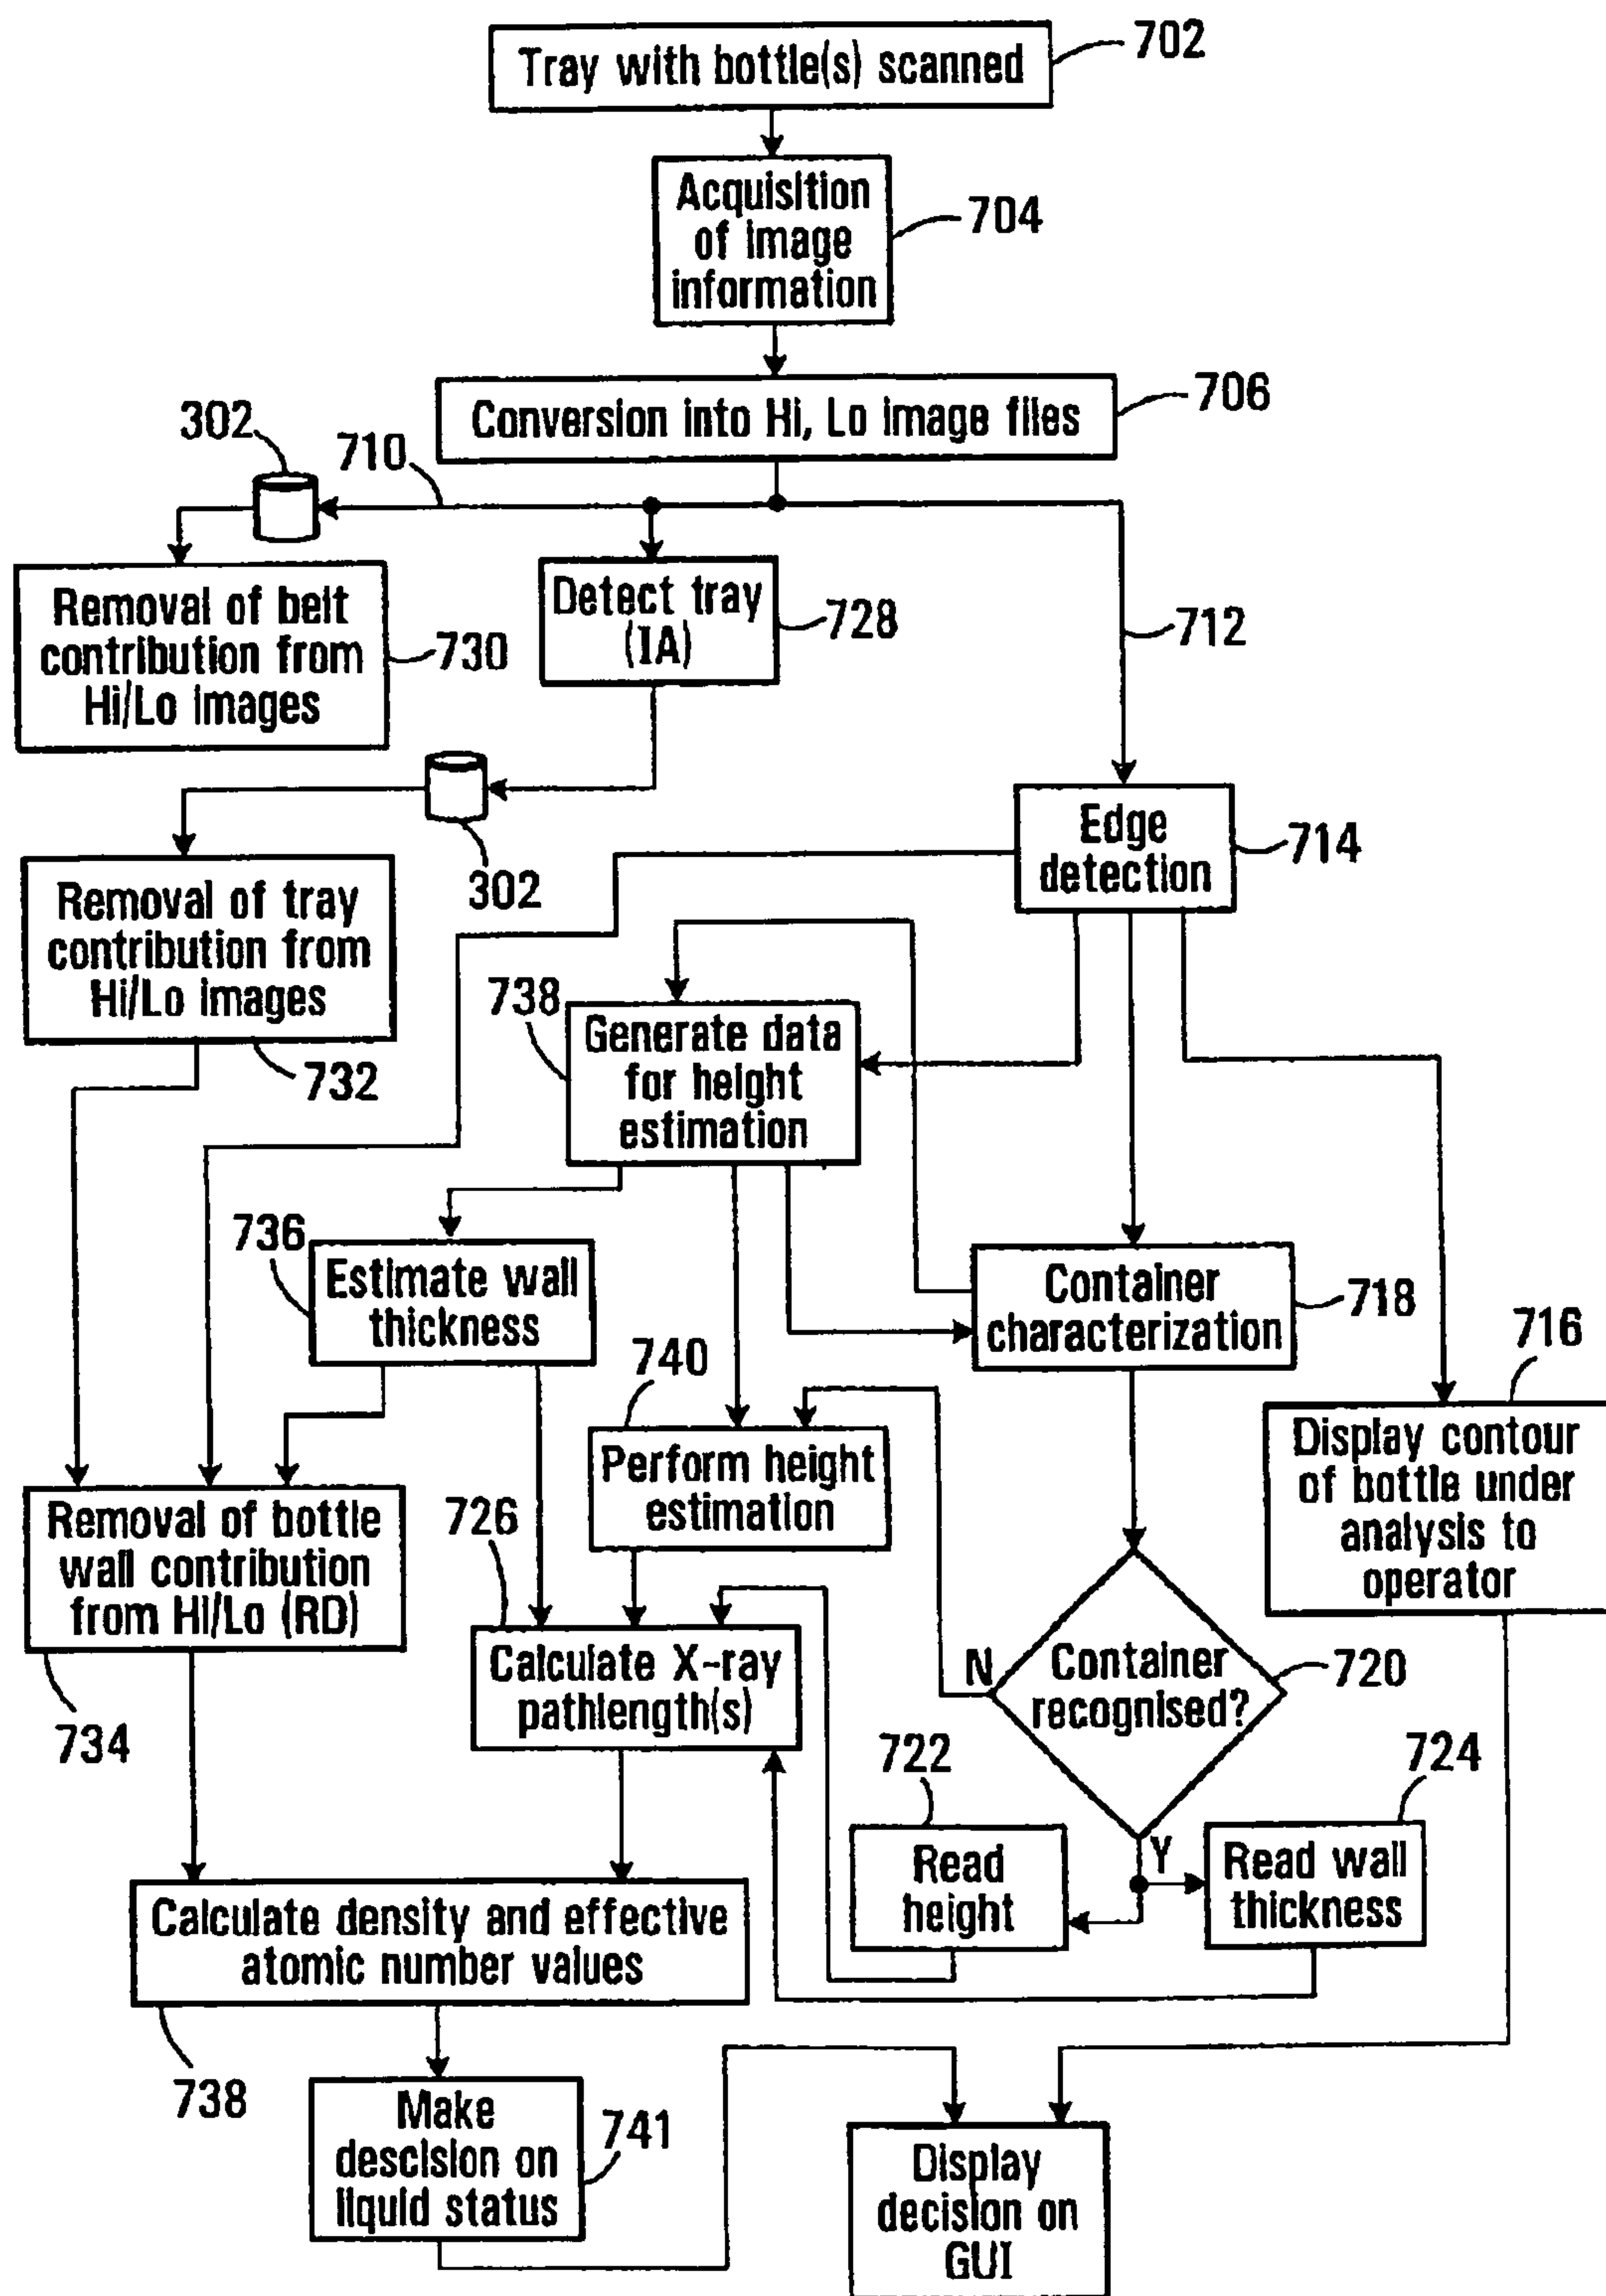 Tray with bottle(s) scanned
702
Acquisition
of image
information
704
Conversion into Hi, Lo image files
706
302
710
Removal of belt
contribution from
Hi/Lo images
730
Detect tray
(IA)
728
712
302
Edge
detection
714
Removal of tray
contribution from
Hi/Lo images
732
738
Generate data
for height
estimation
736
Estimate wall
thickness
Container
characterization
718
716
Display contour
of bottle under
analysis to
operator
740
Perform height
estimation
Removal of bottle
wall contribution
from Hi/Lo (RD)
734
726
Calculate X-ray
pathlength(s)
N
Container
recognised?
720
Y
722
Read
height
724
Read wall
thickness
Calculate density and effective
atomic number values
738
Make
descision on
liquid status
741
Display
decision on
GUI